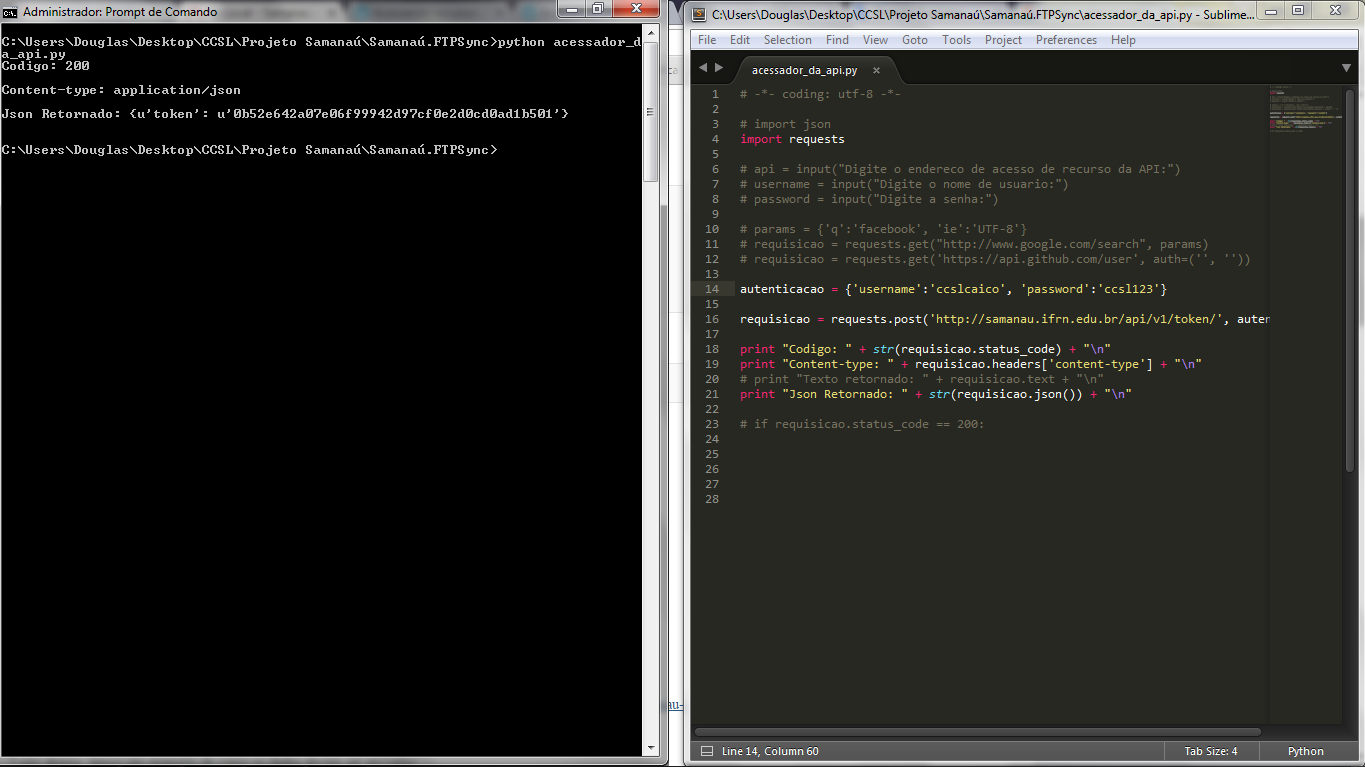 Administrador: Prompt de Comando
C:\Users\Douglas\Desktop\CCSL\Projeto Samanaú\Samanaú.FTPSync>python acessador_d
a_api.py
Codigo: 200
Content-type: application/json
Json Retornado: {u'token': u'0b52e642a07e06f99942d97cf0e2d0cd0ad1b501'}
C:\Users\Douglas\Desktop\CCSL\Projeto Samanaú\Samanaú.FTPSync>
C:\Users\Douglas\Desktop\CCSL\Projeto Samanaú\Samanaú.FTPSync\acessador_da_api.py - Sublime...
File Edit Selection Find View Goto Tools Project Preferences Help
acessador_da_api.py
1 # -*- coding: utf-8 -*-
2
3 # import json
4 import requests
5
6 # api = input("Digite o endereco de acesso de recurso da API:")
7 # username = input("Digite o nome de usuario:")
8 # password = input("Digite a senha:")
9
10 # params = {'q':'facebook', 'ie':'UTF-8'}
11 # requisicao = requests.get("http://www.google.com/search", params)
12 # requisicao = requests.get('https://api.github.com/user', auth=('', ''))
13
14 autenticacao = {'username':'ccslcaico', 'password':'ccsl123'}
15
16 requisicao = requests.post('http://samanau.ifrn.edu.br/api/v1/token/', auten
17
18 print "Codigo: " + str(requisicao.status_code) + "\n"
19 print "Content-type: " + requisicao.headers['content-type'] + "\n"
20 # print "Texto retornado: " + requisicao.text + "\n"
21 print "Json Retornado: " + str(requisicao.json()) + "\n"
22
23 # if requisicao.status_code == 200:
24
25
26
27
28
Line 14, Column 60 Tab Size: 4 Python